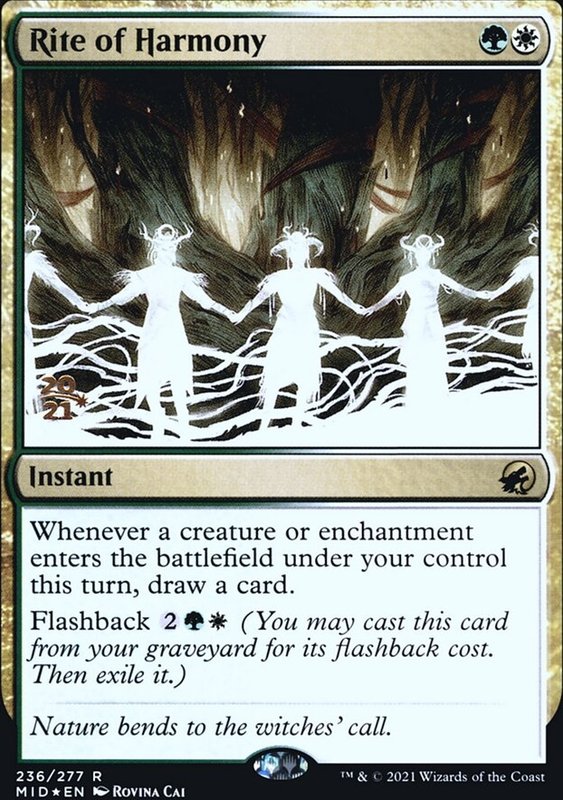 Rite of Harmony
20
21
Instant
Whenever a creature or enchantment
enters the battlefield under your control
this turn, draw a card.
Flashback 2 (You may cast this card
from your graveyard for its flashback cost.
Then exile it.)
Nature bends to the witches' call.
236/277 R
MID★EN Rovina Cai
™ & © 2021 Wizards of the Coast